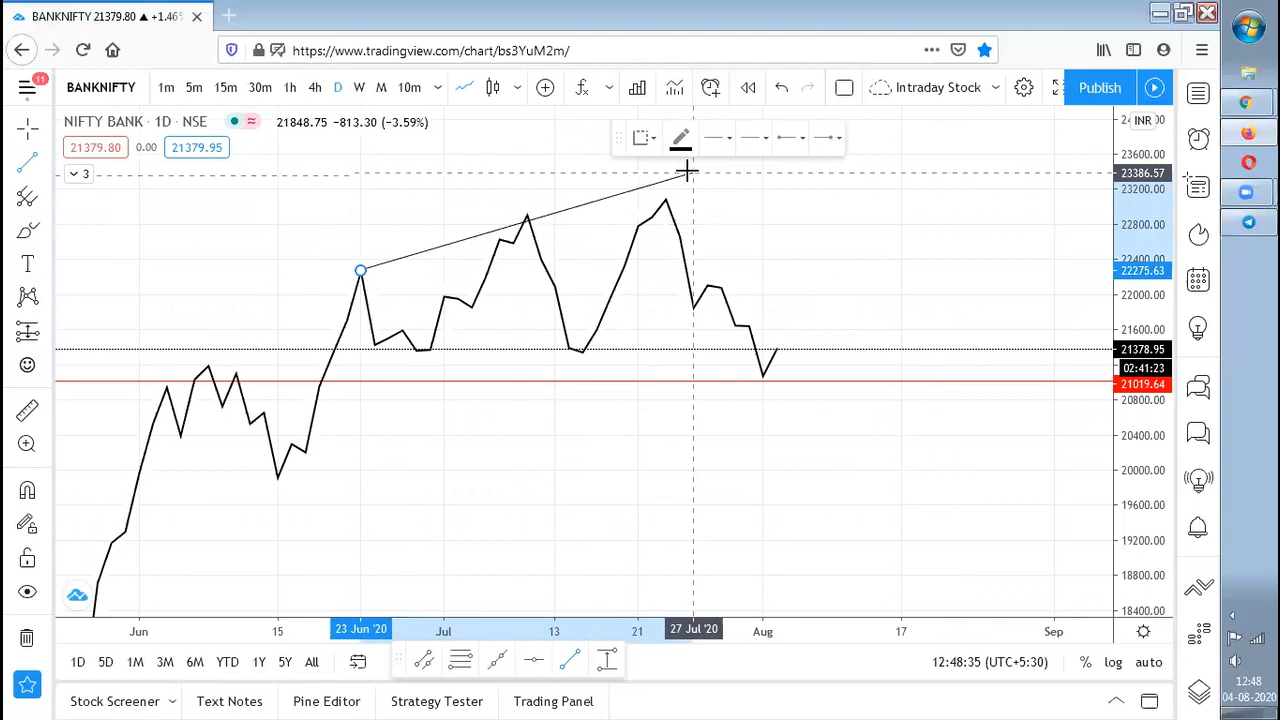 BANKNIFTY 21379.80 ▲ +1.46%
https://www.tradingview.com/chart/bs3YuM2m/
11
BANKNIFTY 1m 5m 15m 30m 1h 4h D W M 10m Intraday Stock Publish
NIFTY BANK · 1D · NSE 21848.75 −813.30 (−3.59%)
21379.80 0.00 21379.95
3
INR
23600.00
23386.57
23200.00
22800.00
22400.00
22275.63
22000.00
21600.00
21378.95
02:41:23
21019.64
20800.00
20400.00
20000.00
19600.00
19200.00
18800.00
18400.00
Jun 15 23 Jun '20 Jul 13 21 27 Jul '20 Aug 17 Sep
1D 5D 1M 3M 6M YTD 1Y 5Y All 12:48:35 (UTC+5:30) % log auto
Stock Screener Text Notes Pine Editor Strategy Tester Trading Panel
12:48
04-08-2020